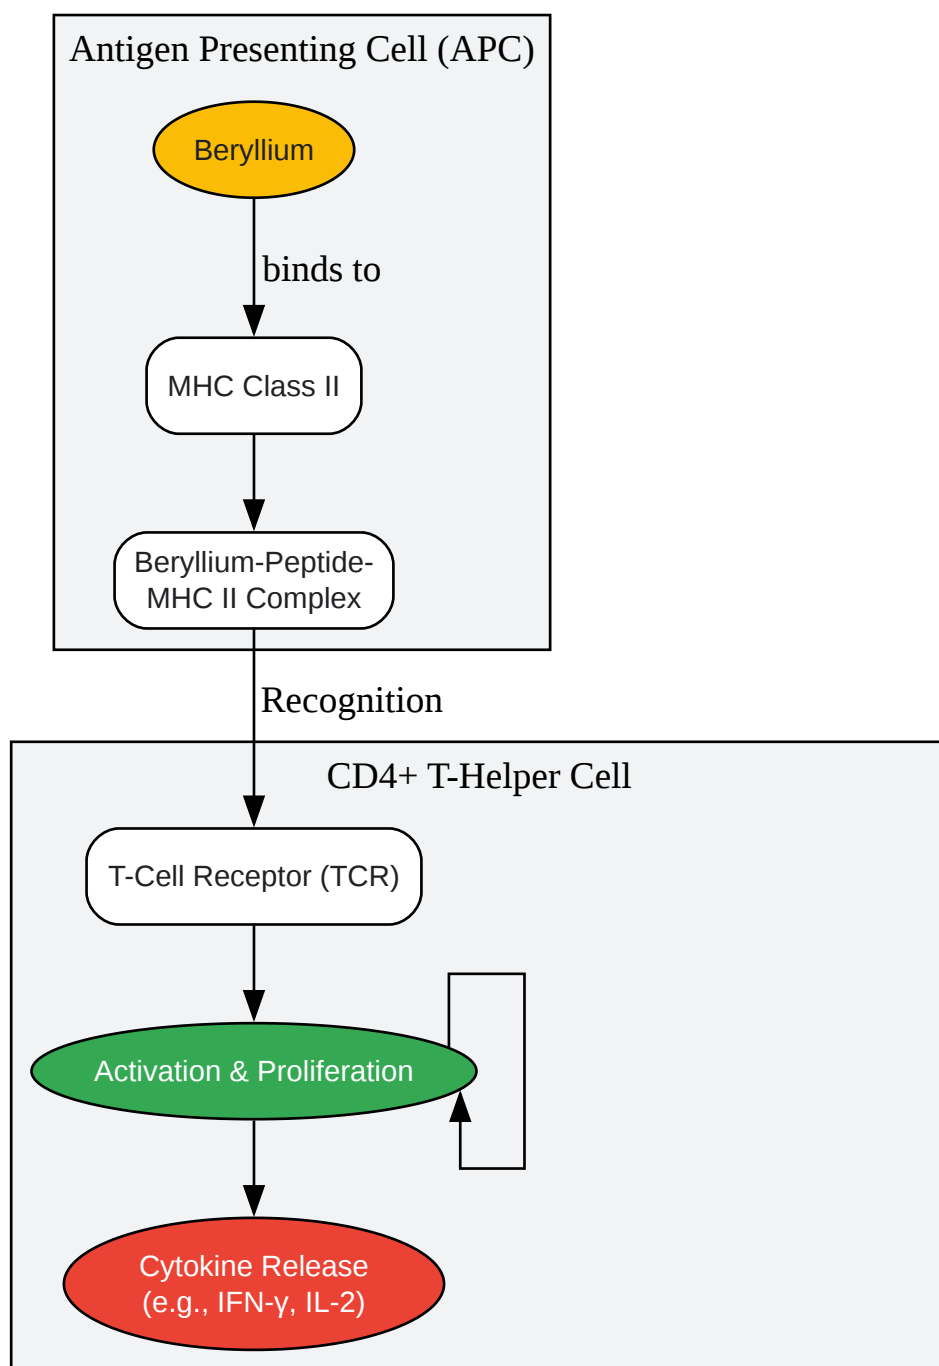 Antigen Presenting Cell (APC)
Beryllium
binds to
MHC Class II
Beryllium-Peptide-
MHC II Complex
Recognition
CD4+ T-Helper Cell
T-Cell Receptor (TCR)
Activation & Proliferation
Cytokine Release
(e.g., IFN-γ, IL-2)